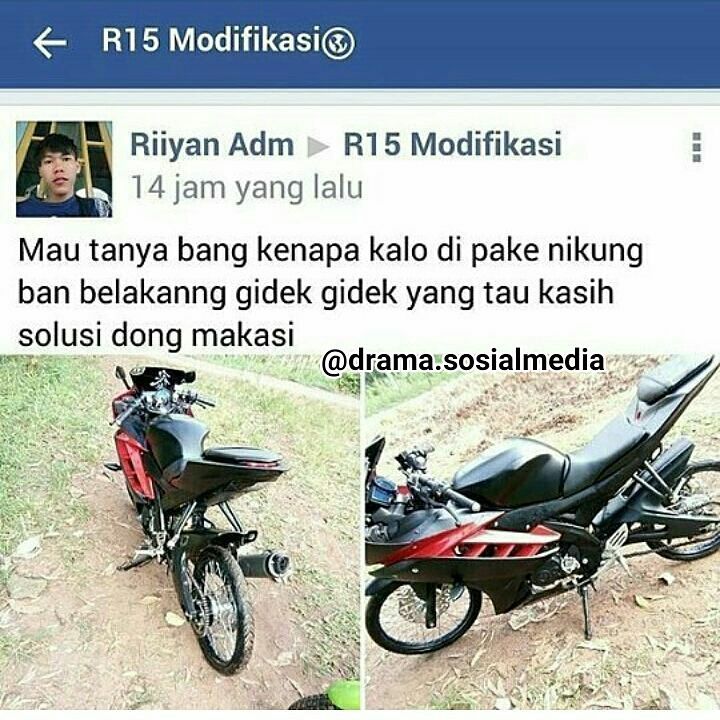 R15 Modifikasi
Riiyan Adm ▶ R15 Modifikasi
14 jam yang lalu
Mau tanya bang kenapa kalo di pake nikung
ban belakanng gidek gidek yang tau kasih
solusi dong makasi
@drama.sosialmedia